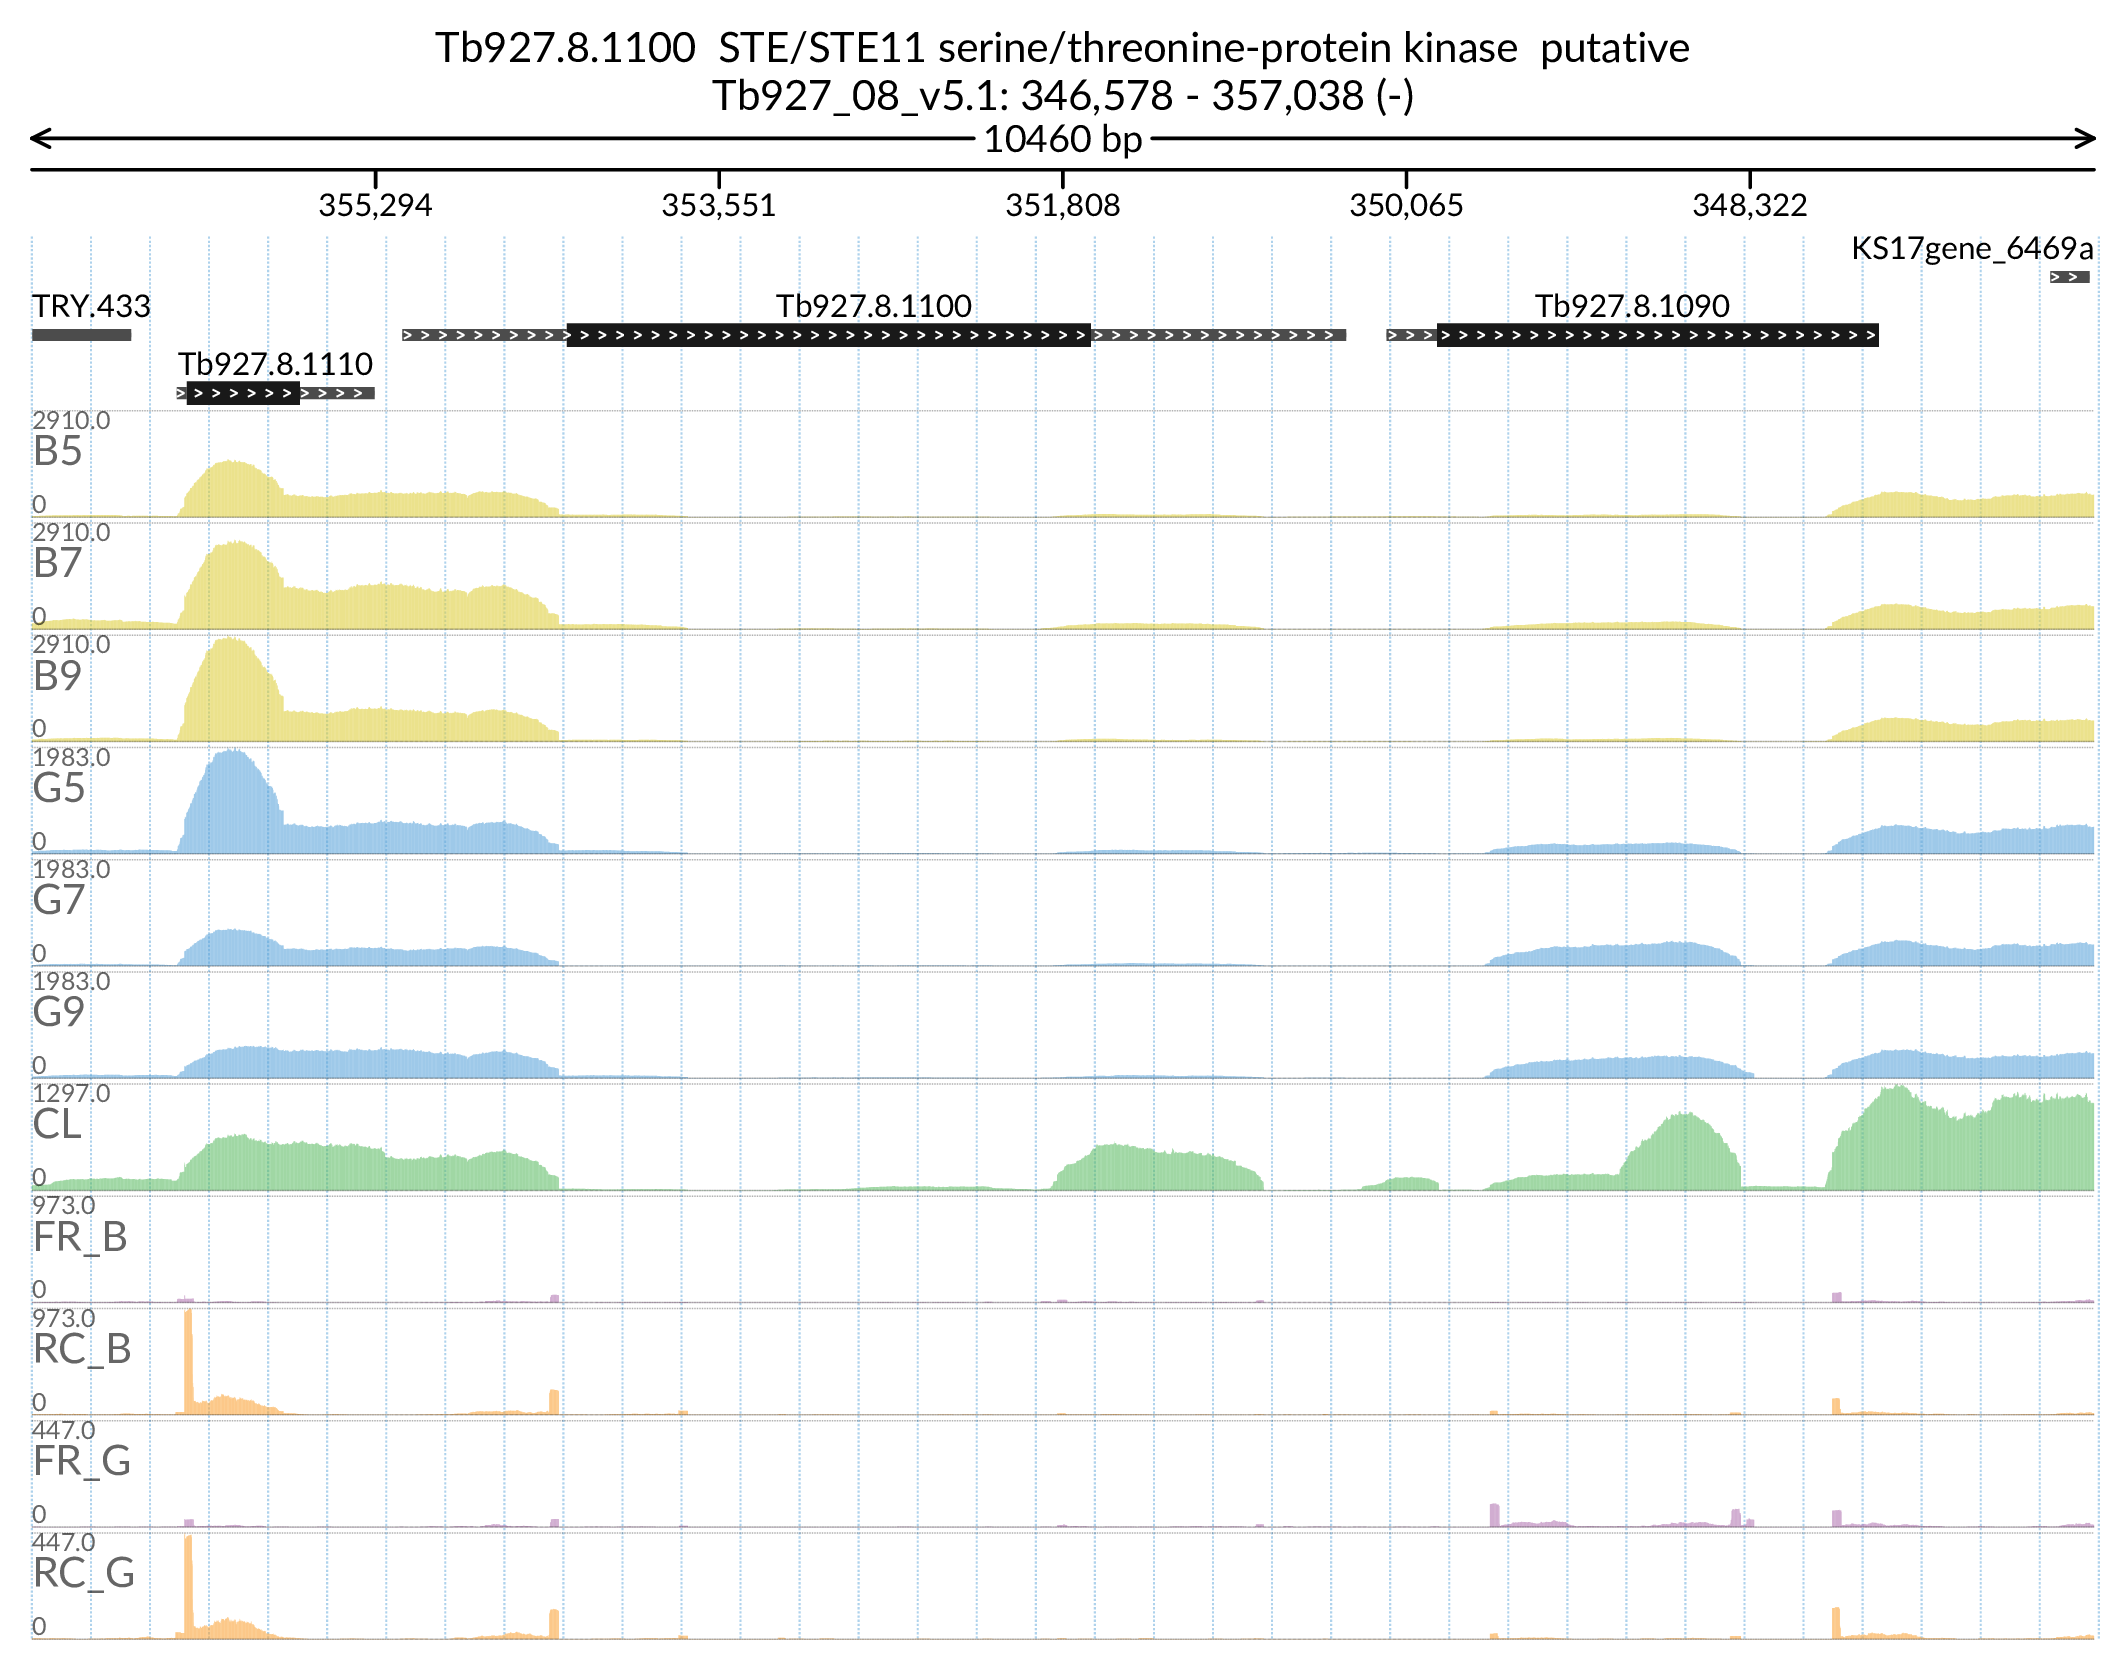 Tb927.8.1100  STE/STE11 serine/threonine-protein kinase  putative
Tb927_08_v5.1: 346,578 - 357,038 (-)
10460 bp
355,294 353,551 351,808 350,065 348,322
KS17gene_6469a
TRY.433 Tb927.8.1100 Tb927.8.1090
Tb927.8.1110
2910.0
B5
0
2910.0
B7
0
2910.0
B9
0
1983.0
G5
0
1983.0
G7
0
1983.0
G9
0
1297.0
CL
0
973.0
FR_B
0
973.0
RC_B
0
447.0
FR_G
0
447.0
RC_G
0